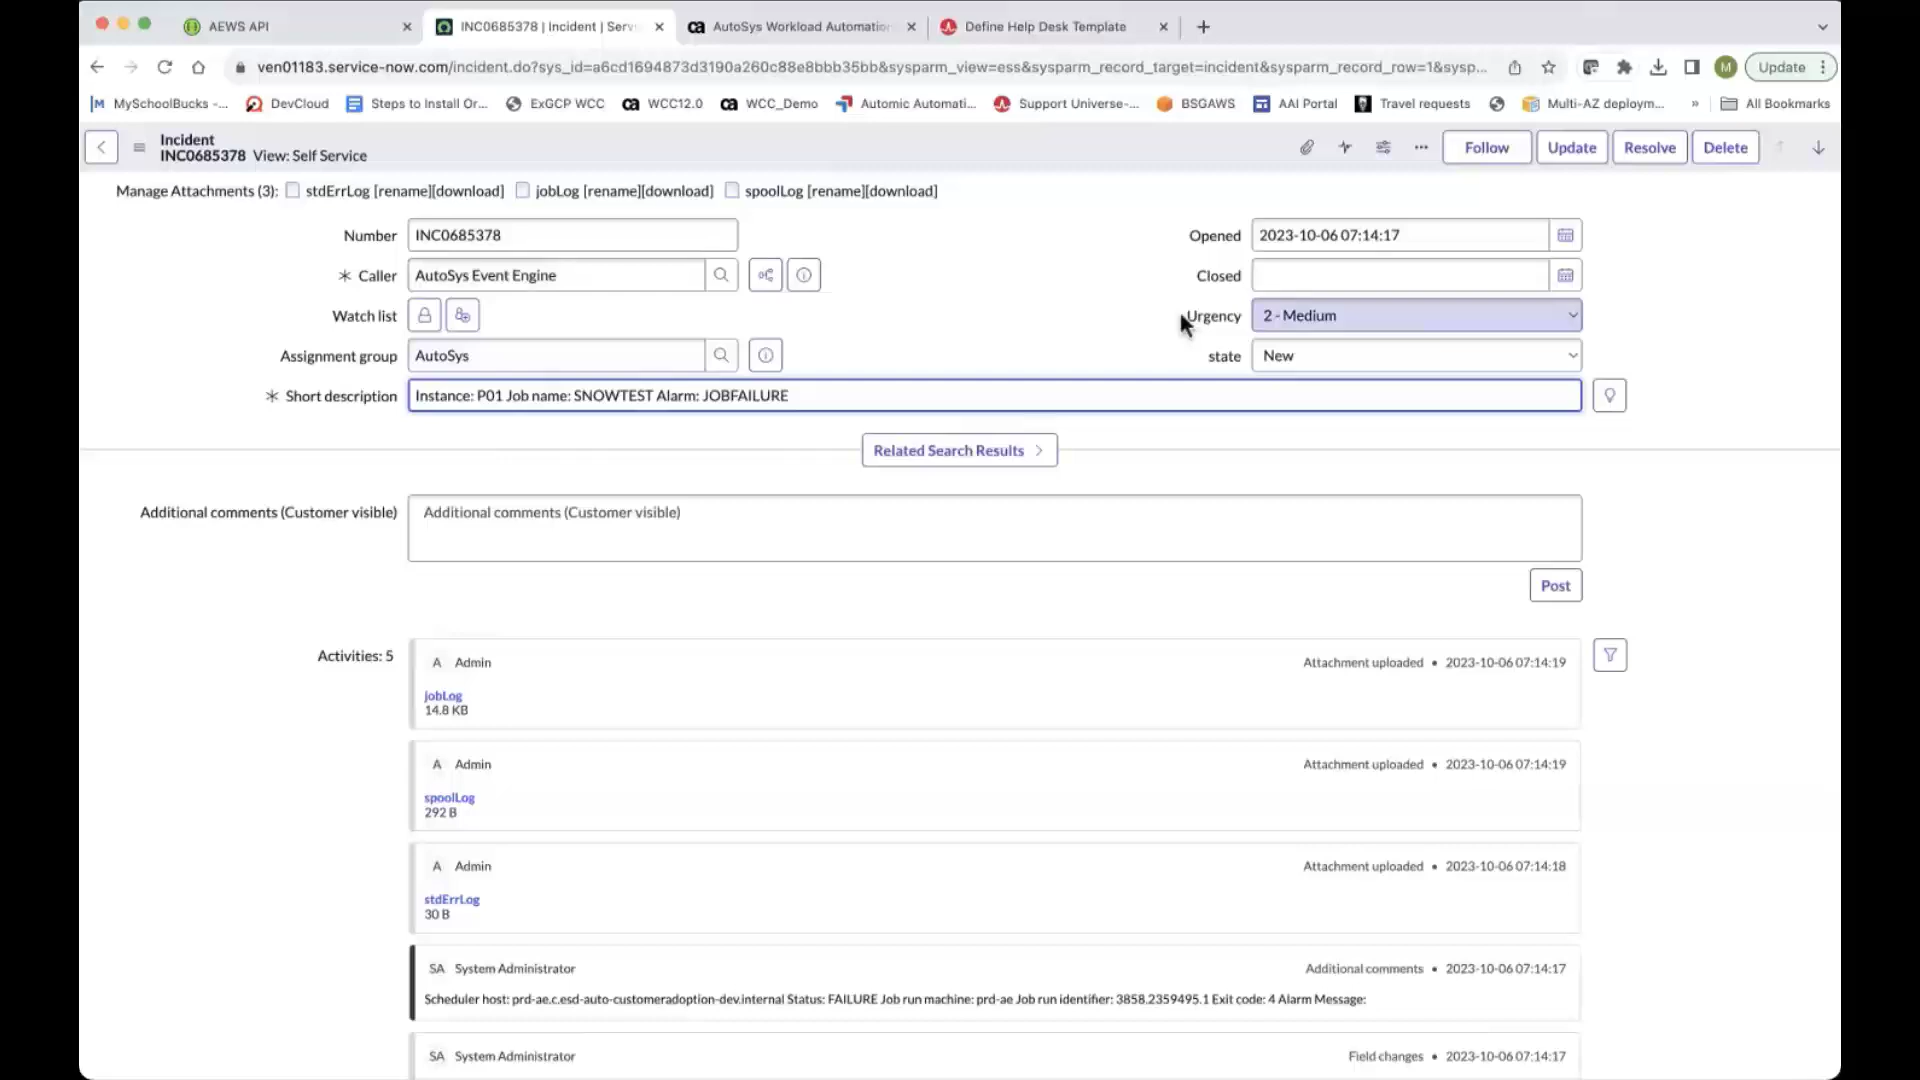 AEWS API
INC0685378 | Incident | Serv
AutoSys Workload Automation
Define Help Desk Template
ven01183.service-now.com/incident.do?sys_id=a6cd1694873d3190a260c88e8bbb35bb&sysparm_view=ess&sysparm_record_target=incident&sysparm_record_row=1&sysp...
M
Update
MySchoolBucks -...
DevCloud
Steps to Install Or...
ExGCP WCC
ca WCC12.0
ca WCC_Demo
Automic Automati...
Support Universe-...
BSGAWS
AAI Portal
Travel requests
Multi-AZ deploym...
»
All Bookmarks
Incident
INC0685378 View: Self Service
Follow
Update
Resolve
Delete
Manage Attachments (3): stdErrLog [rename][download] jobLog [rename][download] spoolLog [rename][download]
Number INC0685378
Opened 2023-10-06 07:14:17
* Caller AutoSys Event Engine
Closed
Watch list
Urgency 2 - Medium
Assignment group AutoSys
state New
* Short description Instance: P01 Job name: SNOWTEST Alarm: JOBFAILURE
Related Search Results
Additional comments (Customer visible) Additional comments (Customer visible)
Post
Activities: 5
A Admin Attachment uploaded • 2023-10-06 07:14:19
jobLog
14.8 KB
A Admin Attachment uploaded • 2023-10-06 07:14:19
spoolLog
292 B
A Admin Attachment uploaded • 2023-10-06 07:14:18
stdErrLog
30 B
SA System Administrator Additional comments • 2023-10-06 07:14:17
Scheduler host: prd-ae.c.esd-auto-customeradoption-dev.internal Status: FAILURE Job run machine: prd-ae Job run identifier: 3858.2359495.1 Exit code: 4 Alarm Message:
SA System Administrator Field changes • 2023-10-06 07:14:17